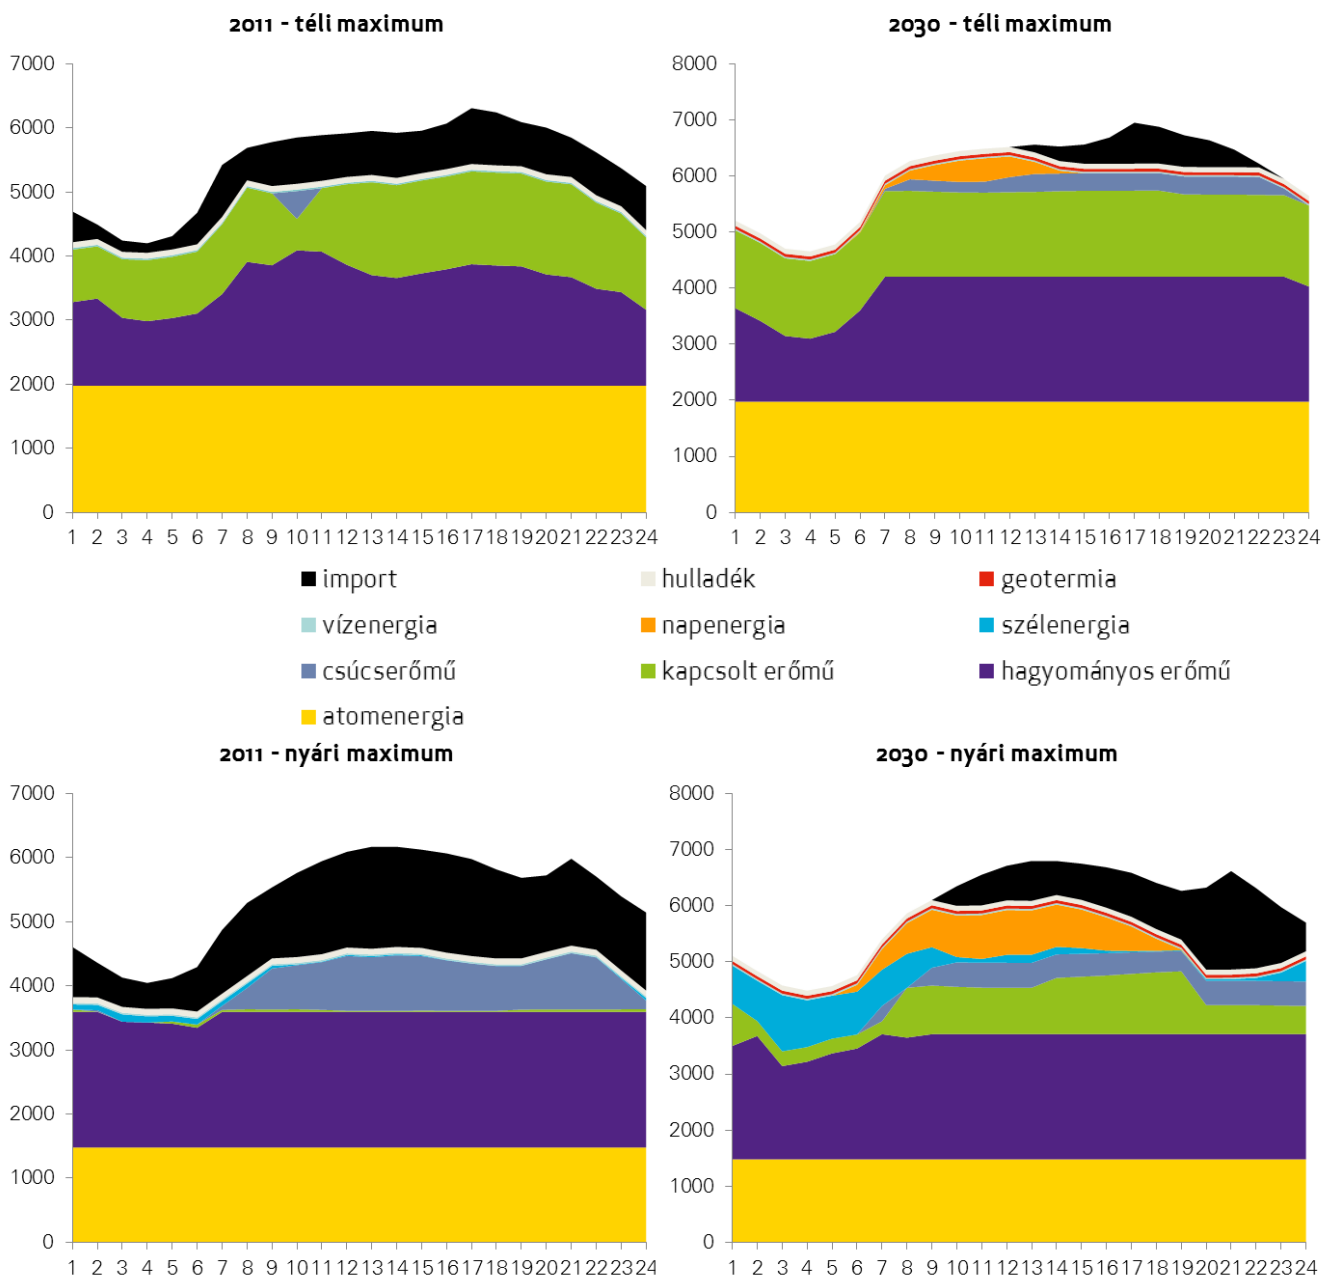 2011 - téli maximum
7000
6000
5000
4000
3000
2000
1000
0
1 2 3 4 5 6 7 8 9 10 11 12 13 14 15 16 17 18 19 20 21 22 23 24
2030 - téli maximum
8000
7000
6000
5000
4000
3000
2000
1000
0
1 2 3 4 5 6 7 8 9 10 11 12 13 14 15 16 17 18 19 20 21 22 23 24
import hulladék geotermia
vízenergia napenergia szélenergia
csúcserőmű kapcsolt erőmű hagyományos erőmű
atomenergia
2011 - nyári maximum
7000
6000
5000
4000
3000
2000
1000
0
1 2 3 4 5 6 7 8 9 10 11 12 13 14 15 16 17 18 19 20 21 22 23 24
2030 - nyári maximum
8000
7000
6000
5000
4000
3000
2000
1000
0
1 2 3 4 5 6 7 8 9 10 11 12 13 14 15 16 17 18 19 20 21 22 23 24